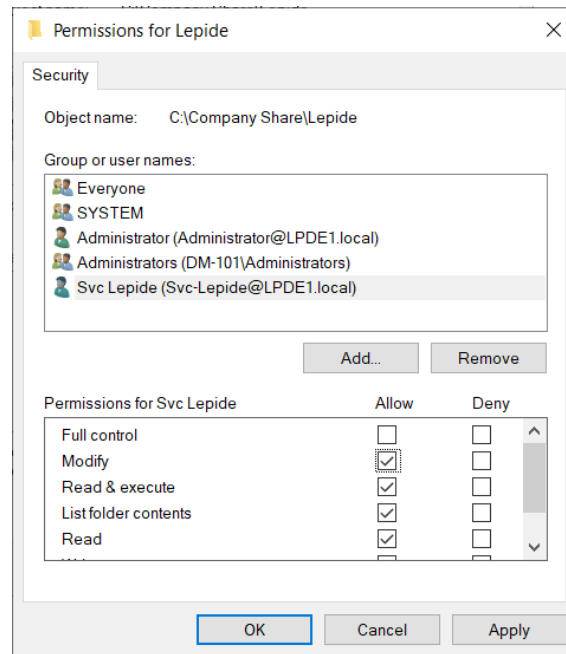 Permissions for Lepide
Security
Object name: C:\Company Share\Lepide
Group or user names:
Everyone
SYSTEM
Administrator (Administrator@LPDE1.local)
Administrators (DM-101\Administrators)
Svc Lepide (Svc-Lepide@LPDE1.local)
Add... Remove
Permissions for Svc Lepide Allow Deny
Full control
Modify
Read & execute
List folder contents
Read
OK Cancel Apply